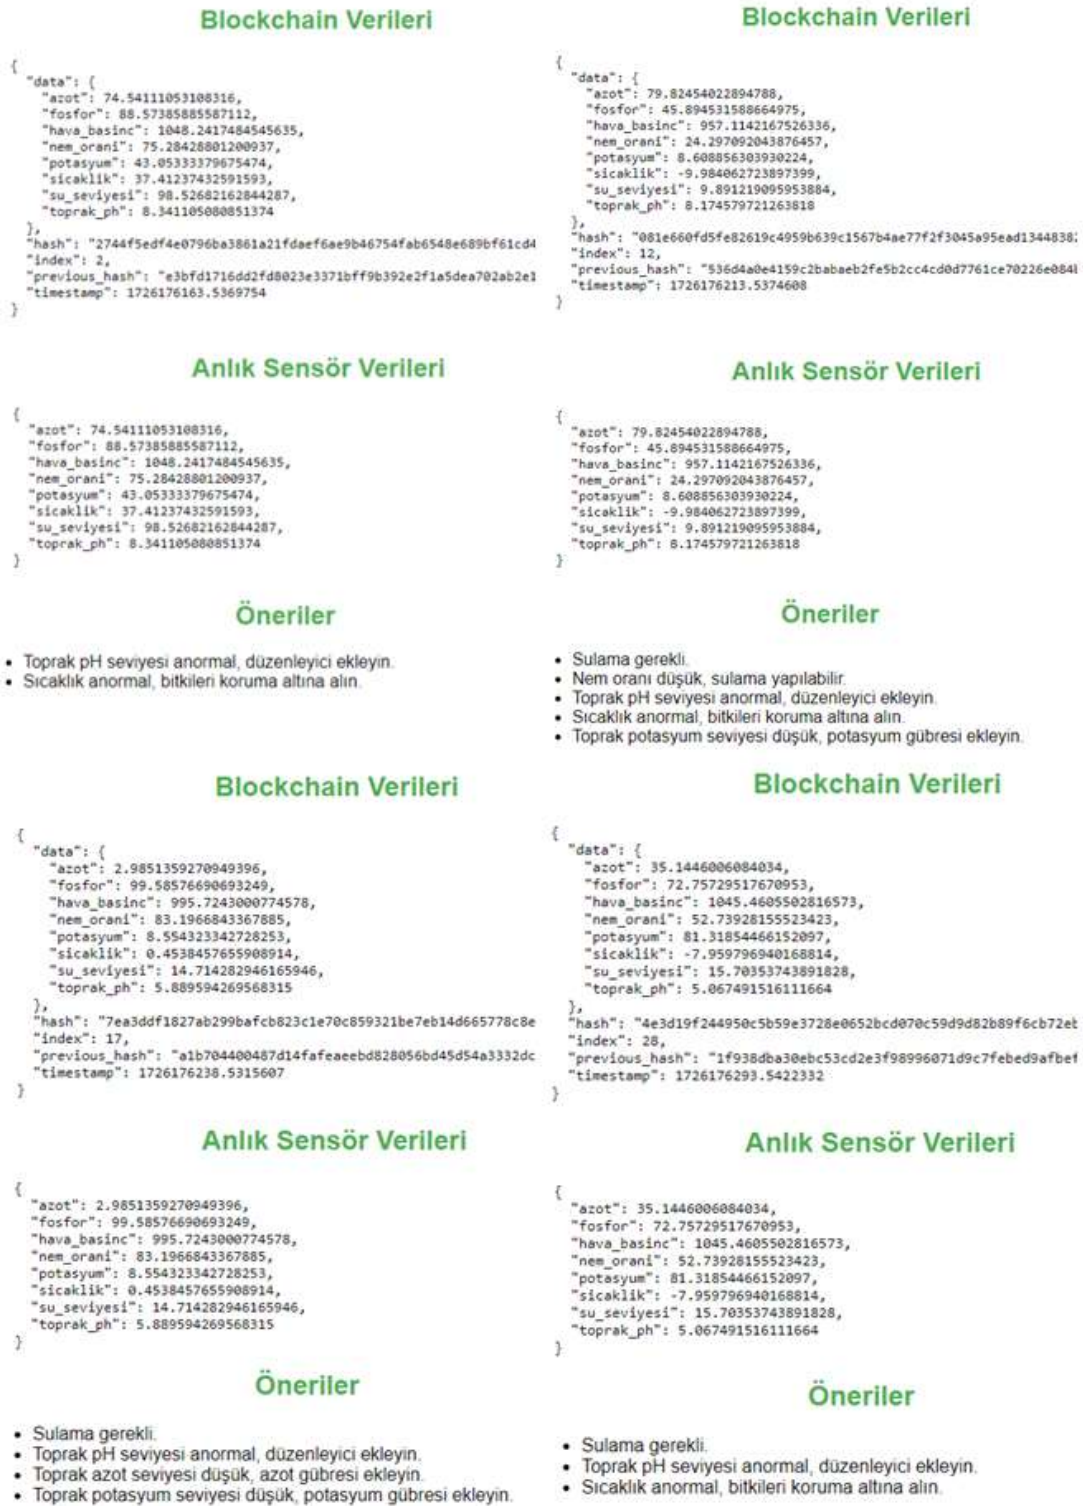 Blockchain Verileri
{
"data": {
"azot": 74.54111053108316,
"fosfor": 88.57385885587112,
"hava_basinc": 1048.2417484545635,
"nem_orani": 75.28428801200937,
"potasyum": 43.05333379675474,
"sicaklik": 37.41237432591593,
"su_seviyesi": 98.52682162844287,
"toprak_ph": 8.341105080851374
},
"hash": "2744f5edf4e0796ba3861a21fdaef6ae9b46754fab6548e689bf61cd4
"index": 2,
"previous_hash": "e3bfd1716dd2fd8023e3371bff9b392e2f1a5dea702ab2e1
"timestamp": 1726176163.5369754
}
Anlık Sensör Verileri
{
"azot": 74.54111053108316,
"fosfor": 88.57385885587112,
"hava_basinc": 1048.2417484545635,
"nem_orani": 75.28428801200937,
"potasyum": 43.05333379675474,
"sicaklik": 37.41237432591593,
"su_seviyesi": 98.52682162844287,
"toprak_ph": 8.341105080851374
}
Öneriler
• Toprak pH seviyesi anormal, düzenleyici ekleyin.
• Sıcaklık anormal, bitkileri koruma altına alın.
Blockchain Verileri
{
"data": {
"azot": 79.82454022894788,
"fosfor": 45.894531588664975,
"hava_basinc": 957.1142167526336,
"nem_orani": 24.297092043876457,
"potasyum": 8.608856303930224,
"sicaklik": -9.984062723897399,
"su_seviyesi": 9.891219095953884,
"toprak_ph": 8.174579721263818
},
"hash": "081e660fd5fe82619c4959b639c1567b4ae77f2f3045a95ead1344838
"index": 12,
"previous_hash": "536d4a0e4159c2babaeb2fe5b2cc4cd0d7761ce70226e084
"timestamp": 1726176213.5374608
}
Anlık Sensör Verileri
{
"azot": 79.82454022894788,
"fosfor": 45.894531588664975,
"hava_basinc": 957.1142167526336,
"nem_orani": 24.297092043876457,
"potasyum": 8.608856303930224,
"sicaklik": -9.984062723897399,
"su_seviyesi": 9.891219095953884,
"toprak_ph": 8.174579721263818
}
Öneriler
• Sulama gerekli.
• Nem oranı düşük, sulama yapılabilir.
• Toprak pH seviyesi anormal, düzenleyici ekleyin.
• Sıcaklık anormal, bitkileri koruma altına alın.
• Toprak potasyum seviyesi düşük, potasyum gübresi ekleyin.
Blockchain Verileri
{
"data": {
"azot": 2.9851359270949396,
"fosfor": 99.58576690693249,
"hava_basinc": 995.7243000774578,
"nem_orani": 83.1966843367885,
"potasyum": 8.554323342728253,
"sicaklik": 0.4538457655908914,
"su_seviyesi": 14.714282946165946,
"toprak_ph": 5.889594269568315
},
"hash": "7ea3ddf1827ab299bafcb823c1e70c859321be7eb14d665778c8e
"index": 17,
"previous_hash": "a1b704400487d14fafeaeebd828056bd45d54a3332dc
"timestamp": 1726176238.5315607
}
Anlık Sensör Verileri
{
"azot": 2.9851359270949396,
"fosfor": 99.58576690693249,
"hava_basinc": 995.7243000774578,
"nem_orani": 83.1966843367885,
"potasyum": 8.554323342728253,
"sicaklik": 0.4538457655908914,
"su_seviyesi": 14.714282946165946,
"toprak_ph": 5.889594269568315
}
Öneriler
• Sulama gerekli.
• Toprak pH seviyesi anormal, düzenleyici ekleyin.
• Toprak azot seviyesi düşük, azot gübresi ekleyin.
• Toprak potasyum seviyesi düşük, potasyum gübresi ekleyin.
Blockchain Verileri
{
"data": {
"azot": 35.1446006084034,
"fosfor": 72.75729517670953,
"hava_basinc": 1045.4605502816573,
"nem_orani": 52.73928155523423,
"potasyum": 81.31854466152097,
"sicaklik": -7.959796940168814,
"su_seviyesi": 15.70353743891828,
"toprak_ph": 5.067491516111664
},
"hash": "4e3d19f244950c5b59e3728e0652bcd070c59d9d82b89f6cb72eb
"index": 28,
"previous_hash": "1f938dba30ebc53cd2e3f98996071d9c7febed9afbef
"timestamp": 1726176293.5422332
}
Anlık Sensör Verileri
{
"azot": 35.1446006084034,
"fosfor": 72.75729517670953,
"hava_basinc": 1045.4605502816573,
"nem_orani": 52.73928155523423,
"potasyum": 81.31854466152097,
"sicaklik": -7.959796940168814,
"su_seviyesi": 15.70353743891828,
"toprak_ph": 5.067491516111664
}
Öneriler
• Sulama gerekli.
• Toprak pH seviyesi anormal, düzenleyici ekleyin.
• Sıcaklık anormal, bitkileri koruma altına alın.